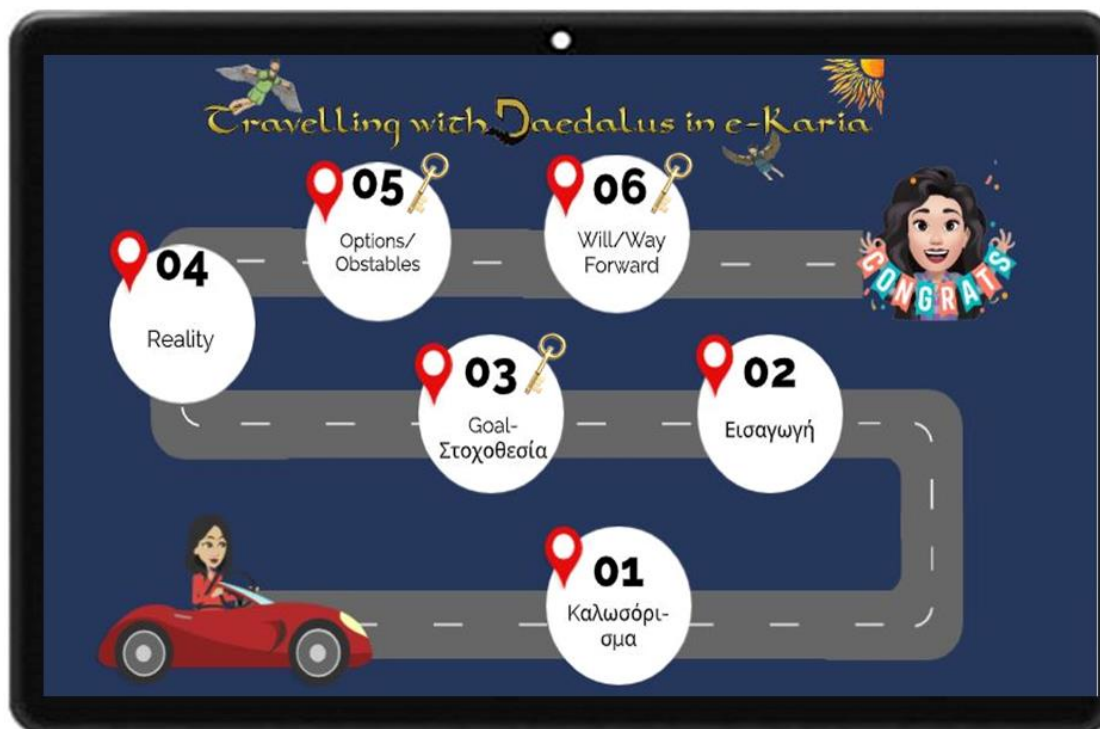 Travelling with Daedalus in e-Karia
05
Options/
Obstables
06
Will/Way
Forward
04
Reality
CONGRATS
03
Goal-
Στοχοθεσία
02
Εισαγωγή
01
Καλωσόρι-
σμα